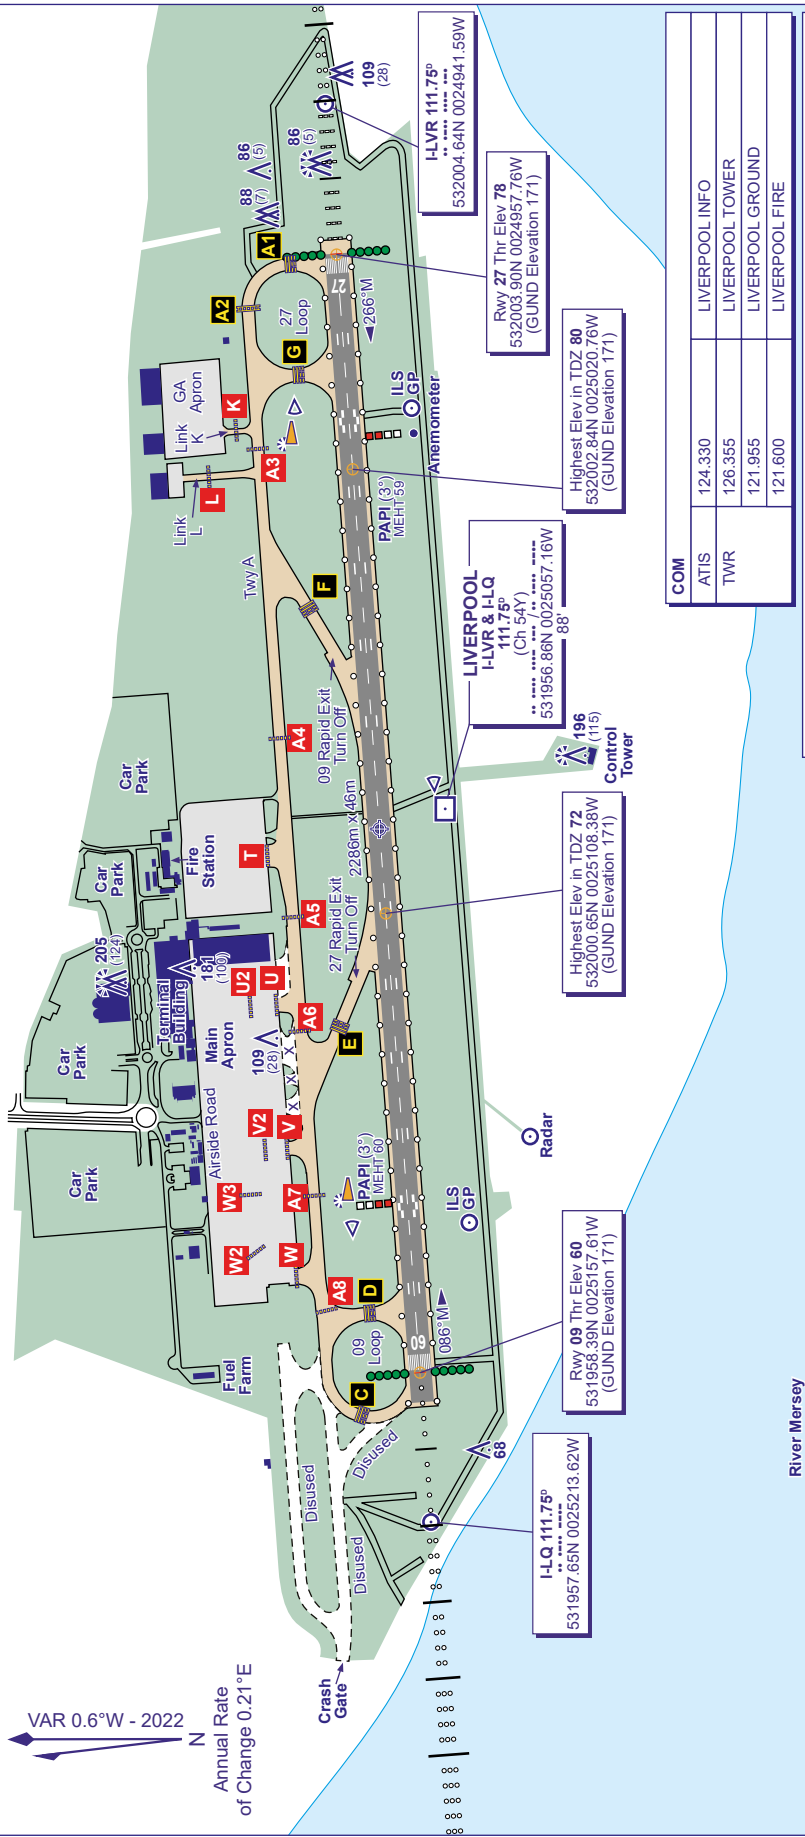 VAR 0.6°W - 2022
N
Annual Rate
of Change 0.21°E
Crash
Gate
Disused
Disused
Disused
Fuel
Farm
Car
Park
Car
Park
Car
Park
Car
Park
205
(124)
Terminal
Building
181
(100)
Fire
Station
Main
Apron
Airside Road
109
(28)
W2
W3
W
V2
V
U2
U
T
A8
A7
A6
A5
A4
A3
A2
A1
C
D
E
F
G
K
L
Link
L
Link
K
GA
Apron
Twy A
09
Loop
27
Loop
27 Rapid Exit
Turn Off
09 Rapid Exit
Turn Off
2286m x 46m
PAPI (3°)
MEHT 60
PAPI (3°)
MEHT 59
09
27
086°M
266°M
88
(7)
86
(5)
86
(5)
109
(28)
68
ILS
GP
ILS
GP
Anemometer
Radar
196
(115)
Control
Tower
I-LQ 111.75ᴰ
531957.65N 0025213.62W
Rwy 09 Thr Elev 60
531958.39N 0025157.61W
(GUND Elevation 171)
Highest Elev in TDZ 72
532000.65N 0025108.38W
(GUND Elevation 171)
LIVERPOOL
I-LVR & I-LQ
111.75ᴰ
(Ch 54Y)
531956.86N 0025057.16W
88'
Highest Elev in TDZ 80
532002.84N 0025020.76W
(GUND Elevation 171)
Rwy 27 Thr Elev 78
532003.90N 0024957.76W
(GUND Elevation 171)
I-LVR 111.75ᴰ
532004.64N 0024941.59W
COM
ATIS 124.330 LIVERPOOL INFO
TWR 126.355 LIVERPOOL TOWER
121.955 LIVERPOOL GROUND
121.600 LIVERPOOL FIRE
River Mersey